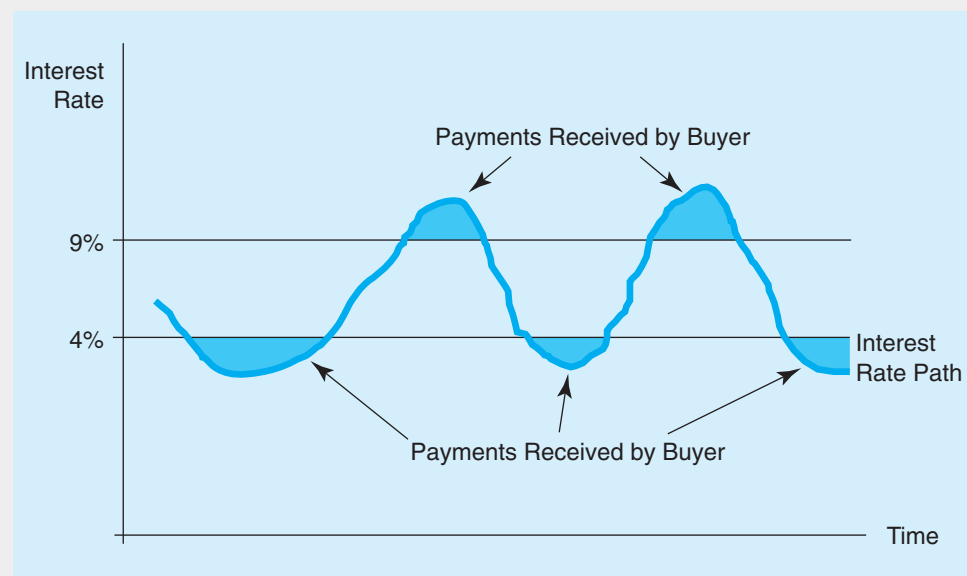 Interest
Rate
Payments Received by Buyer
9%
4%
Interest
Rate Path
Payments Received by Buyer
Time